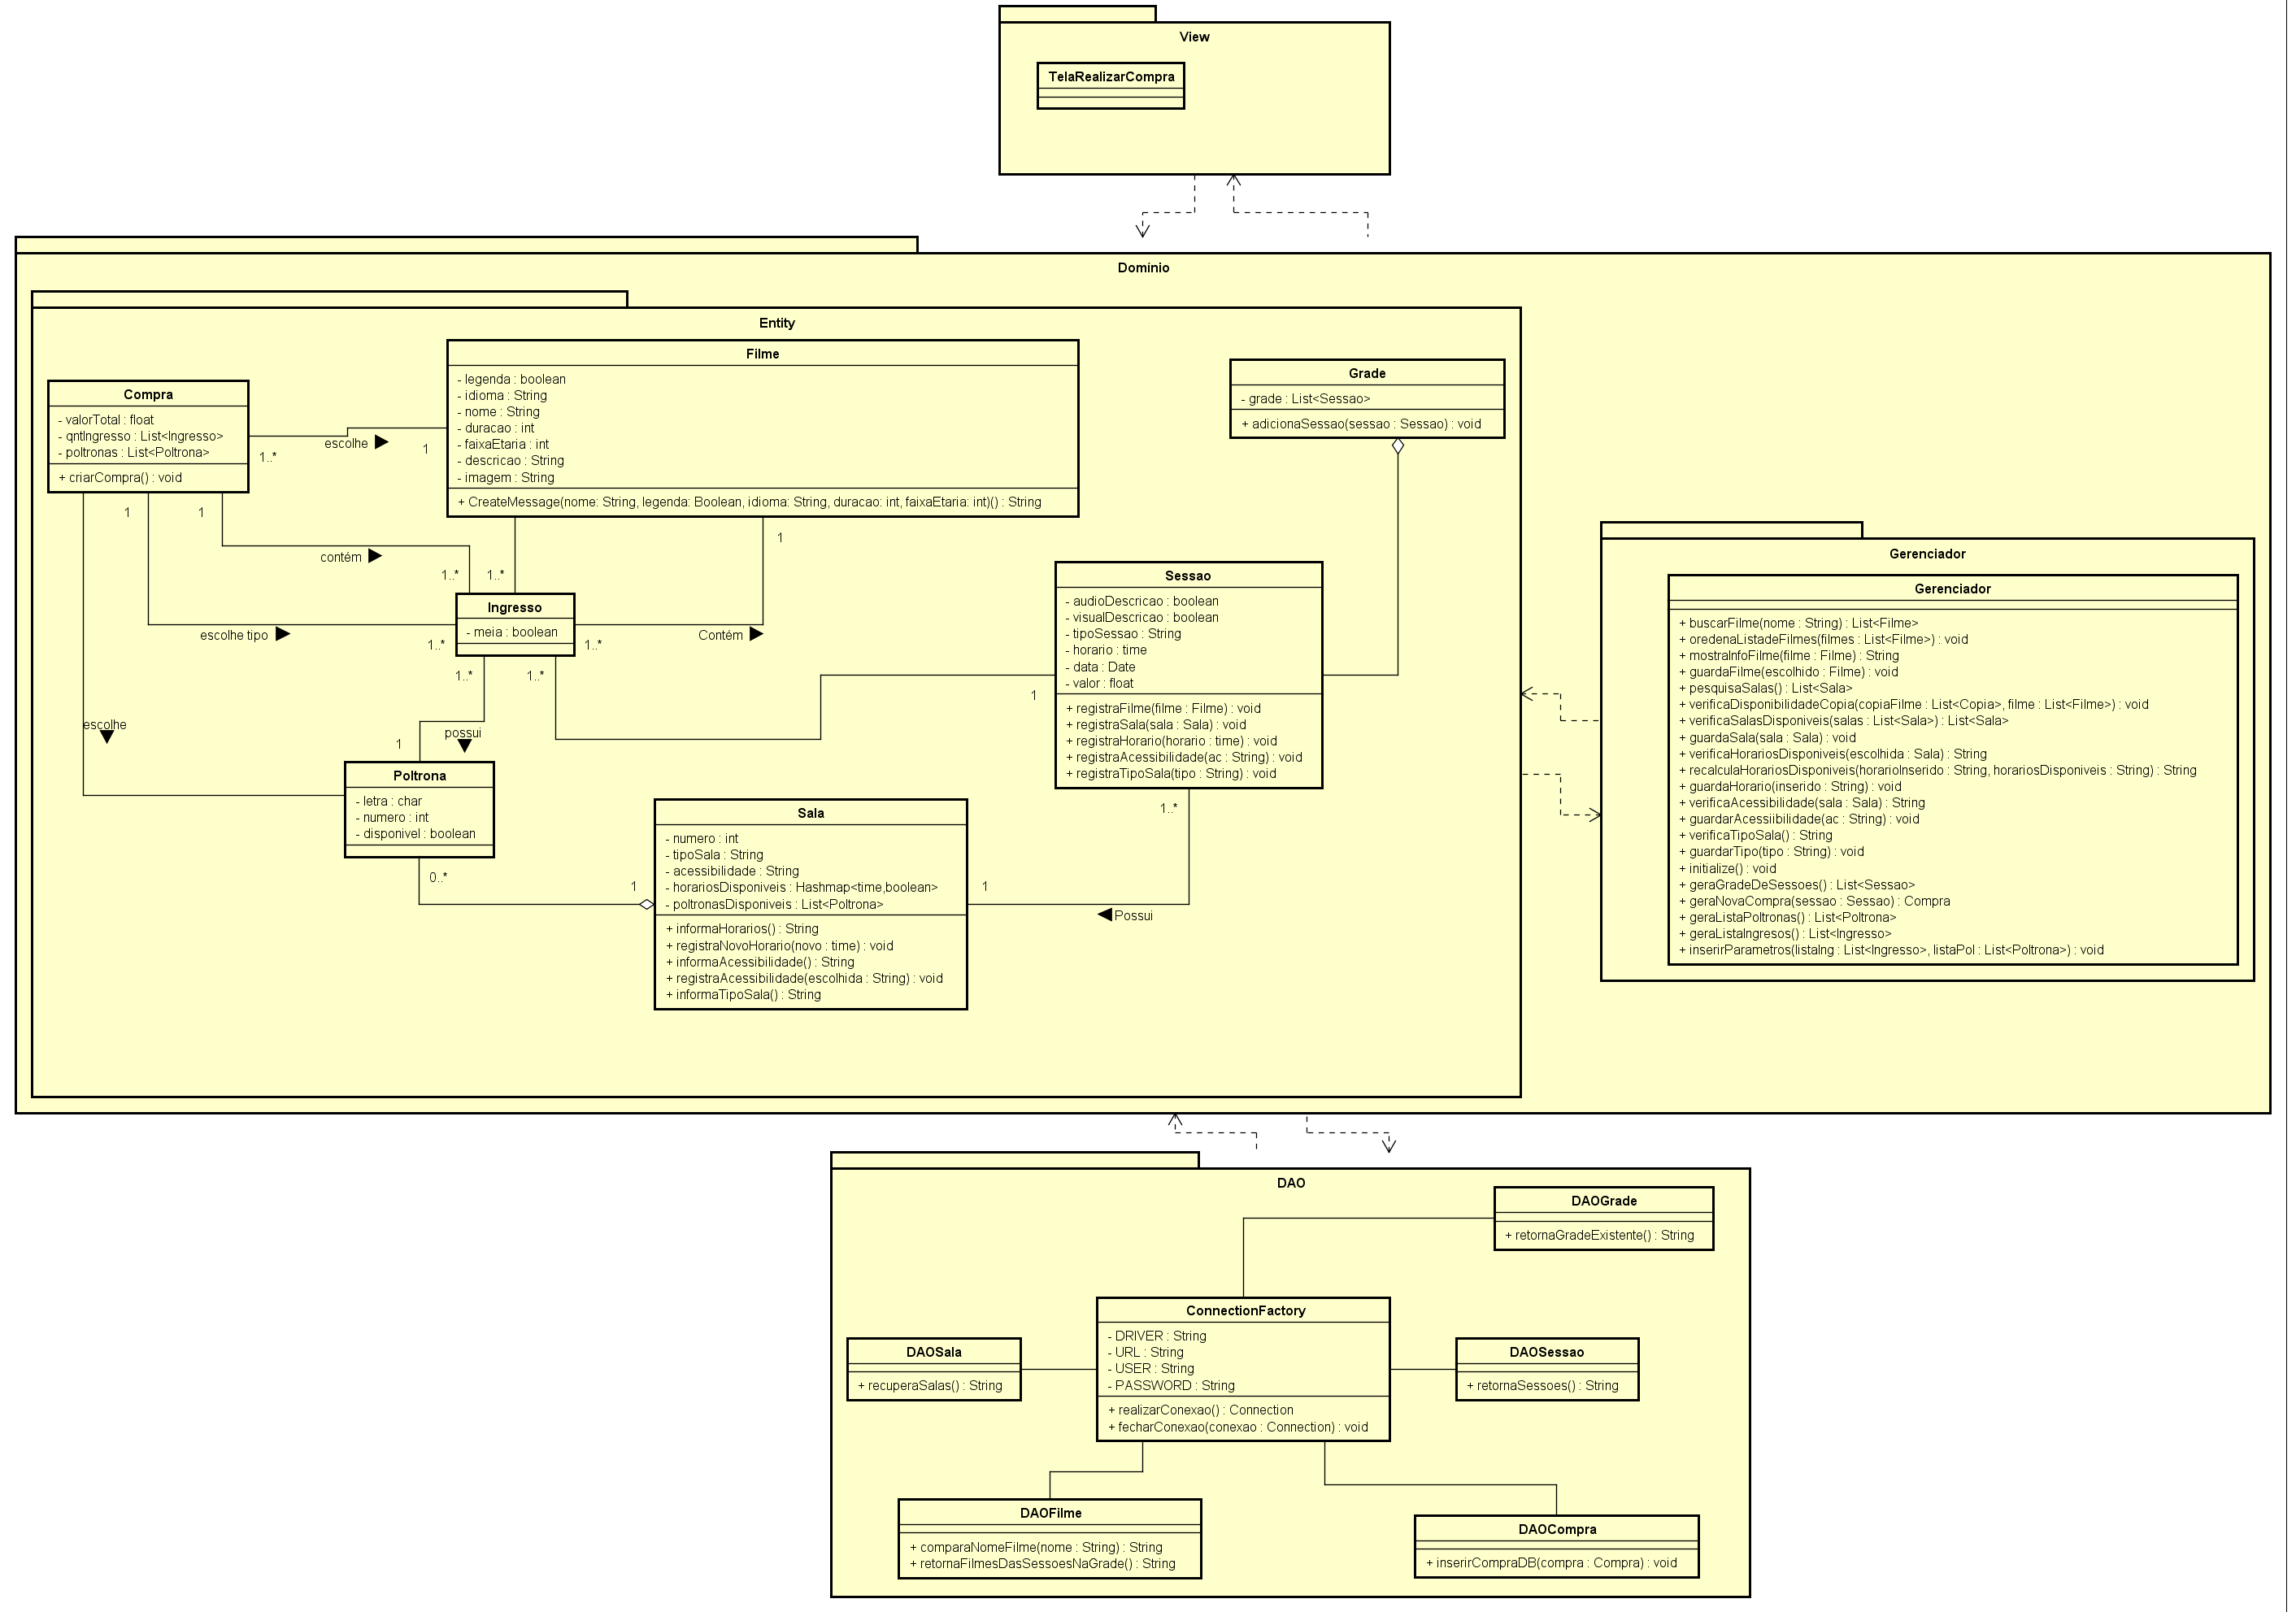 View
TelaRealizarCompra
Domínio
Entity
Filme
- legenda : boolean
- idioma : String
- nome : String
- duracao : int
- faixaEtaria : int
- descricao : String
- imagem : String
+ CreateMessage(nome: String, legenda: Boolean, idioma: String, duracao: int, faixaEtaria: int)() : String
Grade
- grade : List<Sessao>
+ adicionaSessao(sessao : Sessao) : void
Compra
- valorTotal : float
- qntIngresso : List<Ingresso>
- poltronas : List<Poltrona>
+ criarCompra() : void
escolhe
1..*
1
1
1
contém
1..*
1..*
1
Ingresso
- meia : boolean
escolhe tipo
1..*
Contém
1..*
1..*
1..*
1
escolhe
possui
1
Poltrona
- letra : char
- numero : int
- disponivel : boolean
0..*
1
Sessao
- audioDescricao : boolean
- visualDescricao : boolean
- tipoSessao : String
- horario : time
- data : Date
- valor : float
+ registraFilme(filme : Filme) : void
+ registraSala(sala : Sala) : void
+ registraHorario(horario : time) : void
+ registraAcessibilidade(ac : String) : void
+ registraTipoSala(tipo : String) : void
1..*
1
Possui
Sala
- numero : int
- tipoSala : String
- acessibilidade : String
- horariosDisponiveis : Hashmap<time,boolean>
- poltronasDisponiveis : List<Poltrona>
+ informaHorarios() : String
+ registraNovoHorario(novo : time) : void
+ informaAcessibilidade() : String
+ registraAcessibilidade(escolhida : String) : void
+ informaTipoSala() : String
Gerenciador
Gerenciador
+ buscarFilme(nome : String) : List<Filme>
+ oredenaListadeFilmes(filmes : List<Filme>) : void
+ mostraInfoFilme(filme : Filme) : String
+ guardaFilme(escolhido : Filme) : void
+ pesquisaSalas() : List<Sala>
+ verificaDisponibilidadeCopia(copiaFilme : List<Copia>, filme : List<Filme>) : void
+ verificaSalasDisponiveis(salas : List<Sala>) : List<Sala>
+ guardaSala(sala : Sala) : void
+ verificaHorariosDisponiveis(escolhida : Sala) : String
+ recalculaHorariosDisponiveis(horarioInserido : String, horariosDisponiveis : String) : String
+ guardaHorario(inserido : String) : void
+ verificaAcessibilidade(sala : Sala) : String
+ guardarAcessiibilidade(ac : String) : void
+ verificaTipoSala() : String
+ guardarTipo(tipo : String) : void
+ initialize() : void
+ geraGradeDeSessoes() : List<Sessao>
+ geraNovaCompra(sessao : Sessao) : Compra
+ geraListaPoltronas() : List<Poltrona>
+ geraListaIngresos() : List<Ingresso>
+ inserirParametros(listaIng : List<Ingresso>, listaPol : List<Poltrona>) : void
DAO
DAOGrade
+ retornaGradeExistente() : String
ConnectionFactory
- DRIVER : String
- URL : String
- USER : String
- PASSWORD : String
+ realizarConexao() : Connection
+ fecharConexao(conexao : Connection) : void
DAOSala
+ recuperaSalas() : String
DAOSessao
+ retornaSessoes() : String
DAOFilme
+ comparaNomeFilme(nome : String) : String
+ retornaFilmesDasSessoesNaGrade() : String
DAOCompra
+ inserirCompraDB(compra : Compra) : void